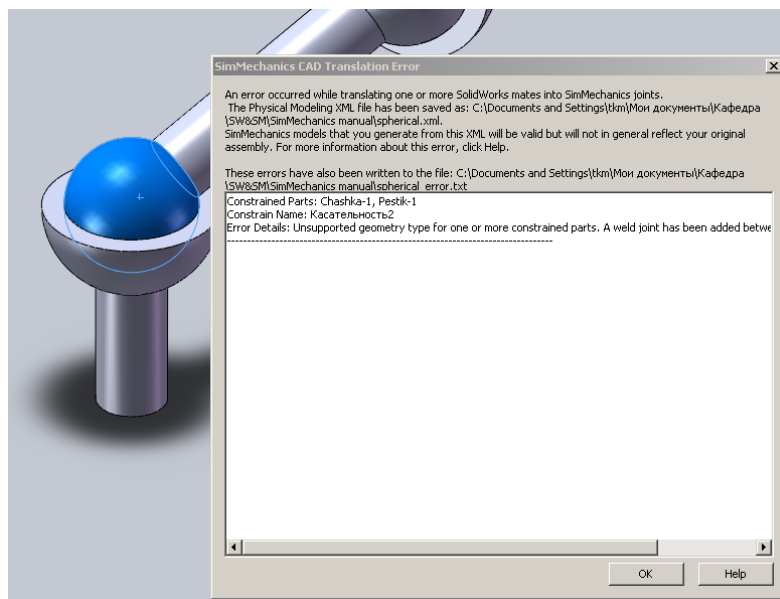 SimMechanics CAD Translation Error
An error occurred while translating one or more SolidWorks mates into SimMechanics joints.
The Physical Modeling XML file has been saved as: C:\Documents and Settings\tkm\Мои документы\Кафедра
\SW&SM\SimMechanics manual\spherical.xml.
SimMechanics models that you generate from this XML will be valid but will not in general reflect your original
assembly. For more information about this error, click Help.
These errors have also been written to the file: C:\Documents and Settings\tkm\Мои документы\Кафедра
\SW&SM\SimMechanics manual\spherical_error.txt
Constrained Parts: Chashka-1, Pestik-1
Constrain Name: Касательность2
Error Details: Unsupported geometry type for one or more constrained parts. A weld joint has been added betwe
--------------------------------------------------------------------------------
OK Help